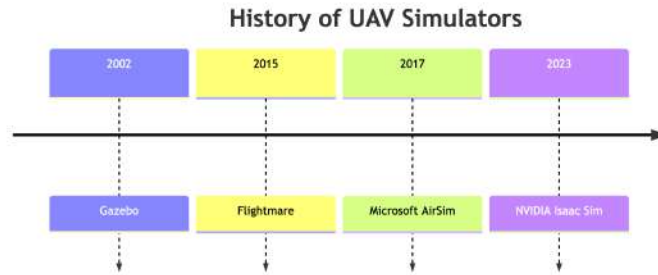 History of UAV Simulators
2002
2015
2017
2023
Gazebo
Flightmare
Microsoft AirSim
NVIDIA Isaac Sim